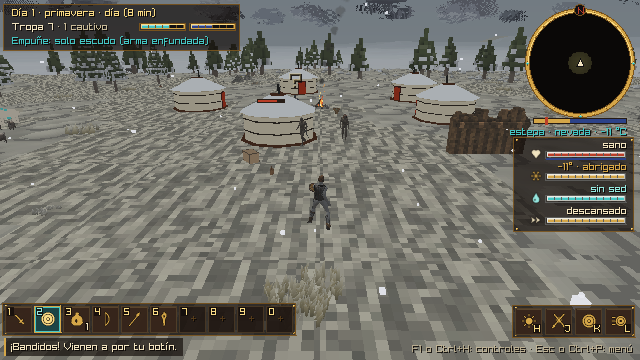 Día 1 · primavera · día (8 min)
Tropa 7 · 1 cautivo
Empuñe: solo escudo (arma enfundada)
N
estepa · nevada · -11 °C
sano
-11° · abrigado
sin sed
descansado
1 2 3 4 5 6 7 8 9 0
1
H J K L
¡Bandidos! Vienen a por tu botín.
F1 o Ctrl+H: controles · Esc o Ctrl+P: menú